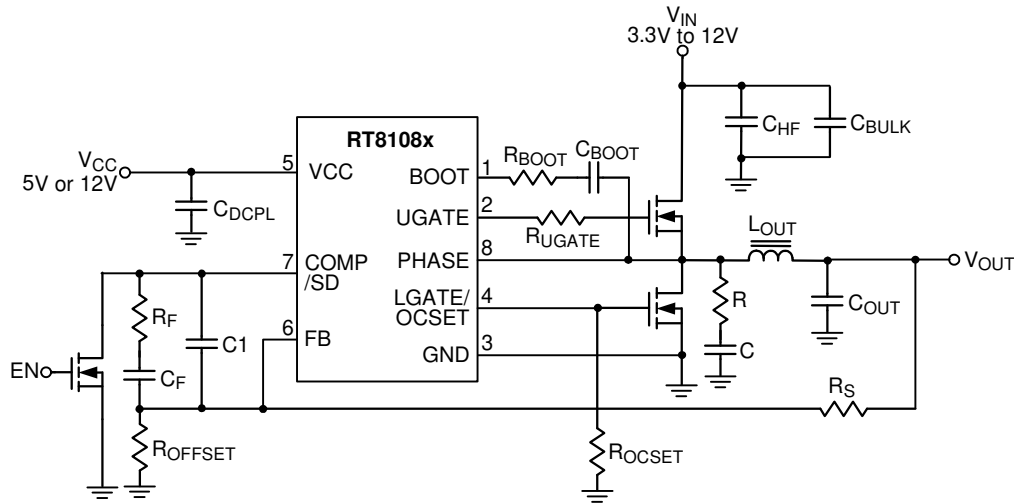 VIN
3.3V to 12V
CHF
CBULK
RT8108x
VCC
5V or 12V
CDCPL
5
VCC
BOOT
1
RBOOT
CBOOT
UGATE
2
RUGATE
PHASE
8
LOUT
VOUT
7
COMP
/SD
LGATE/
OCSET
4
R
COUT
RF
C1
6
FB
GND
3
C
EN
CF
RS
ROFFSET
ROCSET